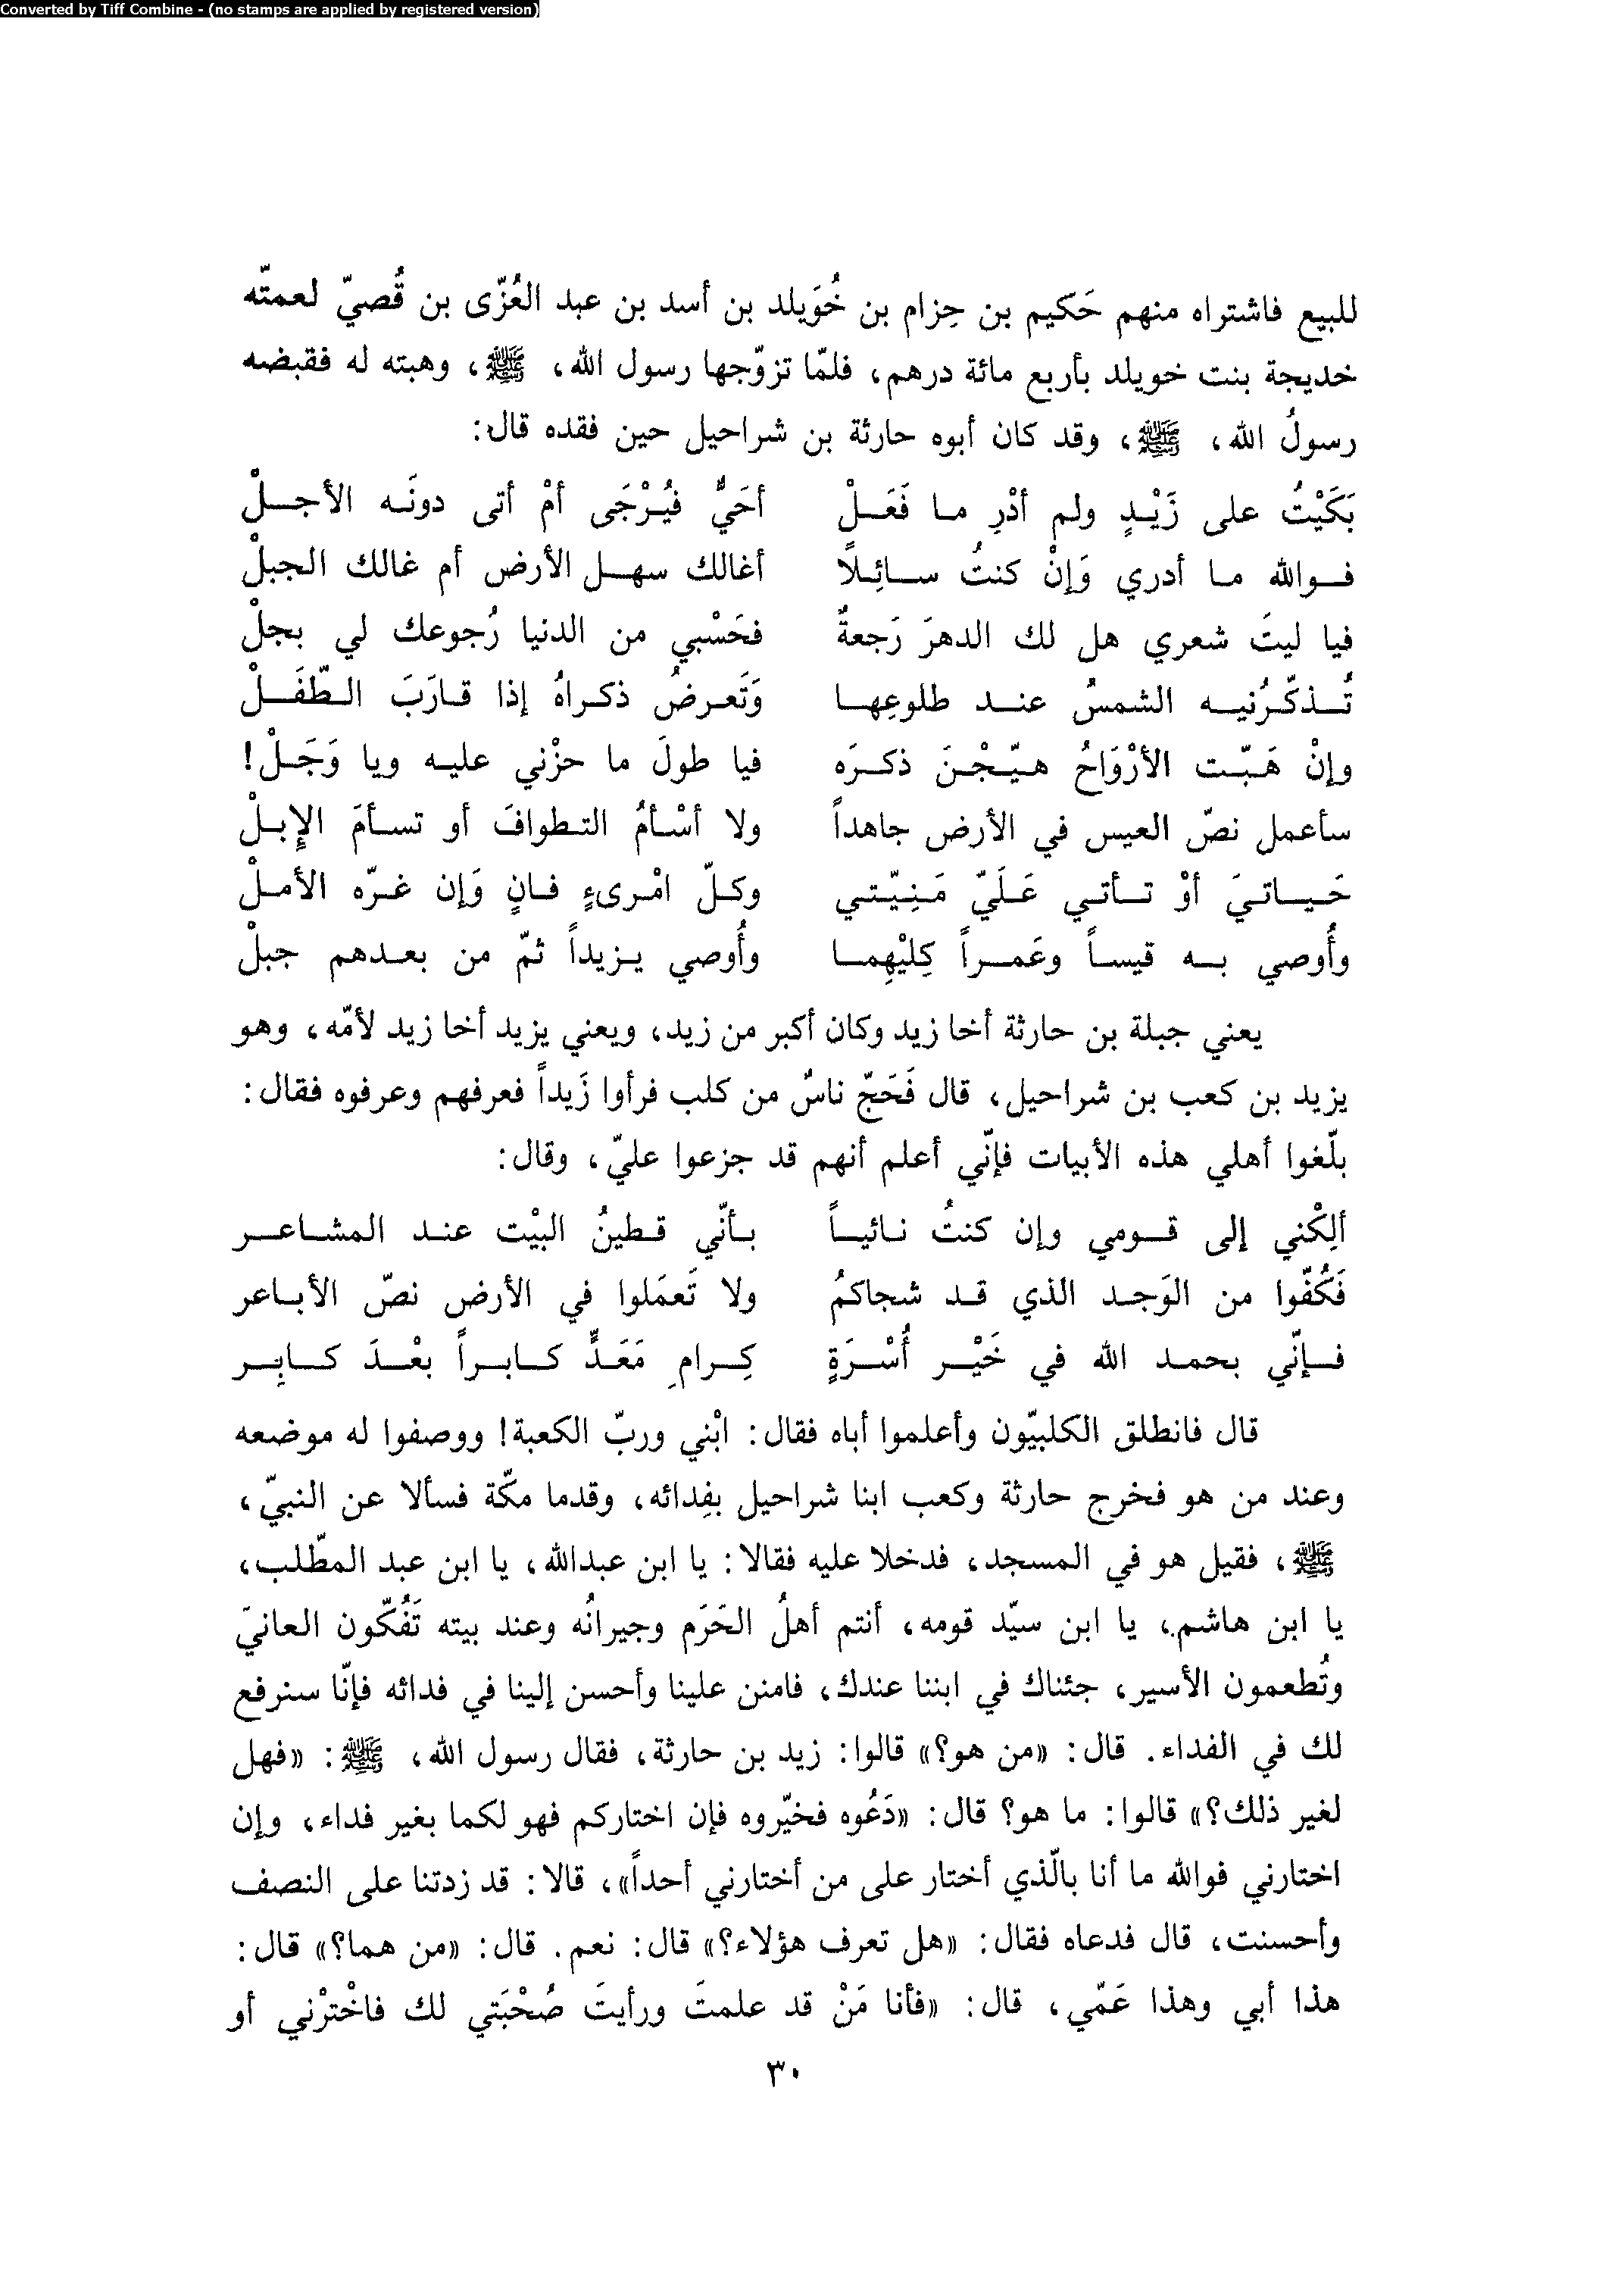 Converted by Tiff Combine - (no stamps are applied by registered version)
للبيع فاشتراه منهم حَكيم بن حِزام بن خُوَيلد بن أسد بن عبد العُزّى بن قُصيّ لعمتّه
خديجة بنت خويلد بأربع مائة درهم، فلمّا تزوّجها رسول الله، ﷺ، وهبته له فقبضه
رسولُ الله، ﷺ، وقد كان أبوه حارثة بن شراحيل حين فقده قال:
بَكَيْتُ على زَيْدٍ ولم أدْرِ ما فَعَلْ أحَيٌّ فيُرْجَى أمْ أتى دونَه الأجلْ
فوالله ما أدري وَإنْ كنتُ سائِلاً أغالك سهل الأرض أم غالك الجبلْ
فيا ليتَ شعري هل لك الدهرَ رَجعةٌ فحَسْبي من الدنيا رُجوعك لي بجلْ
تُذكّرُنيه الشمسُ عند طلوعِها وَتَعرضُ ذكراهُ إذا قارَبَ الطّفَلْ
وإنْ هَبّت الأرْوَاحُ هيّجْنَ ذكرَه فيا طولَ ما حزْني عليه ويا وَجَلْ!
سأعمل نصّ العيس في الأرض جاهداً ولا أسْأمُ التطوافَ أو تسأمَ الإبلْ
حَياتيَ أوْ تأتي عَلَيّ مَنِيّتي وكلّ امْرىءٍ فانٍ وَإن غرّه الأملْ
وأُوصي به قيساً وعَمراً كِليْهِما وأُوصي يزيداً ثمّ من بعدهم جبلْ
يعني جبلة بن حارثة أخا زيد وكان أكبر من زيد، ويعني يزيد أخا زيد لأمّه، وهو
يزيد بن كعب بن شراحيل، قال فَحَجّ ناسٌ من كلب فرأوا زَيداً فعرفهم وعرفوه فقال:
بلّغوا أهلي هذه الأبيات فإنّي أعلم أنهم قد جزعوا عليّ، وقال:
ألِكْني إلى قومي وإن كنتُ نائياً بأنّي قطينُ البيْت عند المشاعر
فَكُفّوا من الوَجد الذي قد شجاكمُ ولا تَعمَلوا في الأرض نصّ الأباعر
فإنّي بحمد الله في خَيْر أُسْرَةٍ كِرامِ مَعَدٍّ كابراً بعْدَ كابِر
قال فانطلق الكلبيّون وأعلموا أباه فقال: ابْني وربّ الكعبة! ووصفوا له موضعه
وعند من هو فخرج حارثة وكعب ابنا شراحيل بفِدائه، وقدما مكّة فسألا عن النبيّ،
ﷺ، فقيل هو في المسجد، فدخلا عليه فقالا: يا ابن عبدالله، يا ابن عبد المطّلب،
يا ابن هاشم، يا ابن سيّد قومه، أنتم أهلُ الحَرَم وجيرانُه وعند بيته تَفُكّون العانيَ
وتُطعمون الأسير، جئناك في ابننا عندك، فامنن علينا وأحسن إلينا في فدائه فإنّا سنرفع
لك في الفداء. قال: «من هو؟» قالوا: زيد بن حارثة، فقال رسول الله، ﷺ: «فهل
لغير ذلك؟» قالوا: ما هو؟ قال: «دَعُوه فخيّروه فإن اختاركم فهو لكما بغير فداء، وإن
اختارني فوالله ما أنا بالّذي أختار على من أختارني أحداً»، قالا: قد زدتنا على النصف
وأحسنت، قال فدعاه فقال: «هل تعرف هؤلاء؟» قال: نعم. قال: «من هما؟» قال:
هذا أبي وهذا عَمّي، قال: «فأنا مَنْ قد علمتَ ورأيتَ صُحْبَتي لك فاخْترْني أو
٣٠